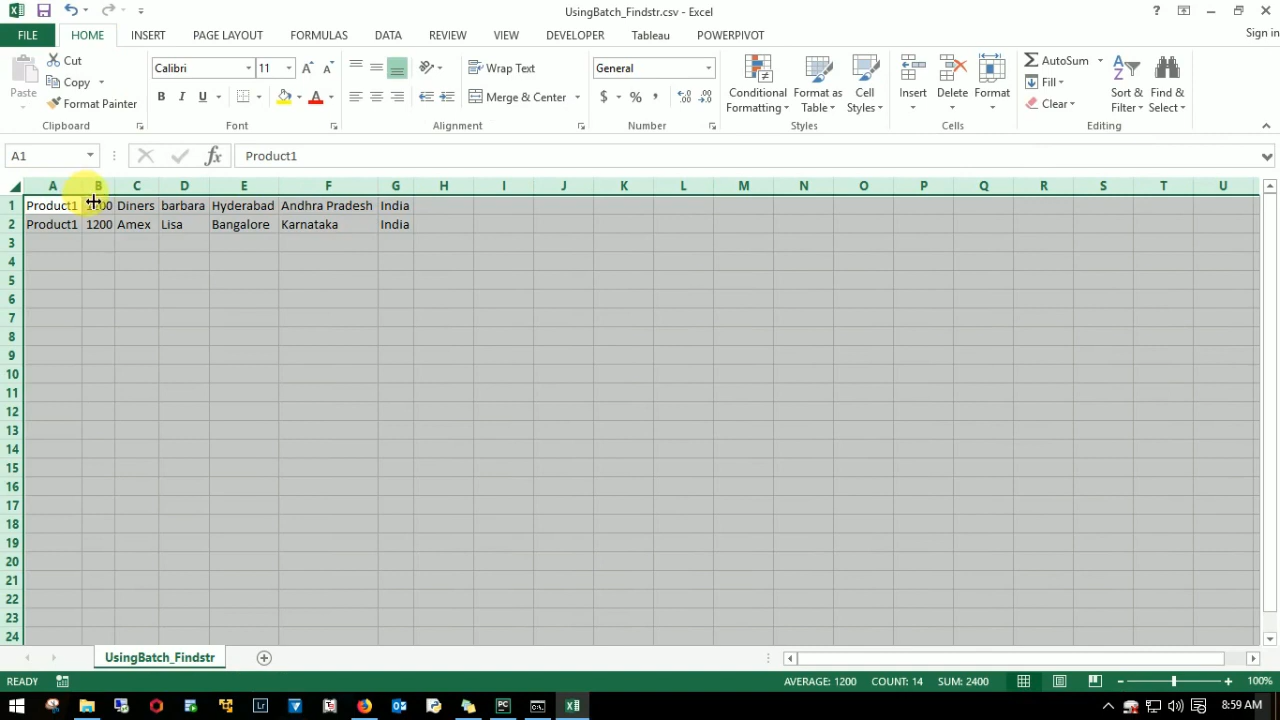 UsingBatch_Findstr.csv - Excel
Sign in
FILE HOME INSERT PAGE LAYOUT FORMULAS DATA REVIEW VIEW DEVELOPER Tableau POWERPIVOT
Paste
Cut
Copy
Format Painter
Clipboard
Calibri 11
B I U
Font
Wrap Text
Merge & Center
Alignment
General
$ % ,
Number
Conditional Formatting
Format as Table
Cell Styles
Styles
Insert
Delete
Format
Cells
AutoSum
Fill
Clear
Sort & Filter
Find & Select
Editing
A1 fx Product1
A B C D E F G H I J K L M N O P Q R S T U
1 Product1 Diners barbara Hyderabad Andhra Pradesh India
2 Product1 1200 Amex Lisa Bangalore Karnataka India
3
4
5
6
7
8
9
10
11
12
13
14
15
16
17
18
19
20
21
22
23
24
UsingBatch_Findstr
READY AVERAGE: 1200 COUNT: 14 SUM: 2400 100%
8:59 AM